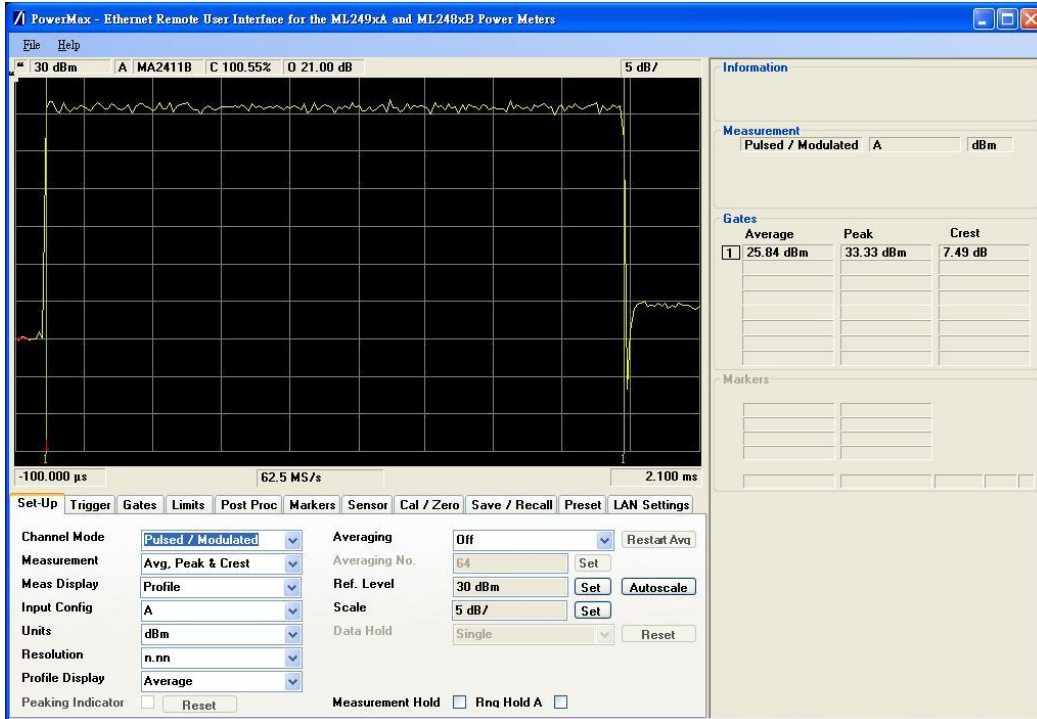 PowerMax - Ethernet Remote User Interface for the ML249xA and ML248xB Power Meters
File Help
30 dBm A MA2411B C 100.55% O 21.00 dB 5 dB/
1 1
-100.000 µs 62.5 MS/s 2.100 ms
Information
Measurement
Pulsed / Modulated A dBm
Gates
Average Peak Crest
1 25.84 dBm 33.33 dBm 7.49 dB
Markers
Set-Up Trigger Gates Limits Post Proc Markers Sensor Cal / Zero Save / Recall Preset LAN Settings
Channel Mode Pulsed / Modulated Averaging Off Restart Avg
Measurement Avg, Peak & Crest Averaging No. 64 Set
Meas Display Profile Ref. Level 30 dBm Set Autoscale
Input Config A Scale 5 dB/ Set
Units dBm Data Hold Single Reset
Resolution n.nn
Profile Display Average
Peaking Indicator Reset Measurement Hold Rng Hold A